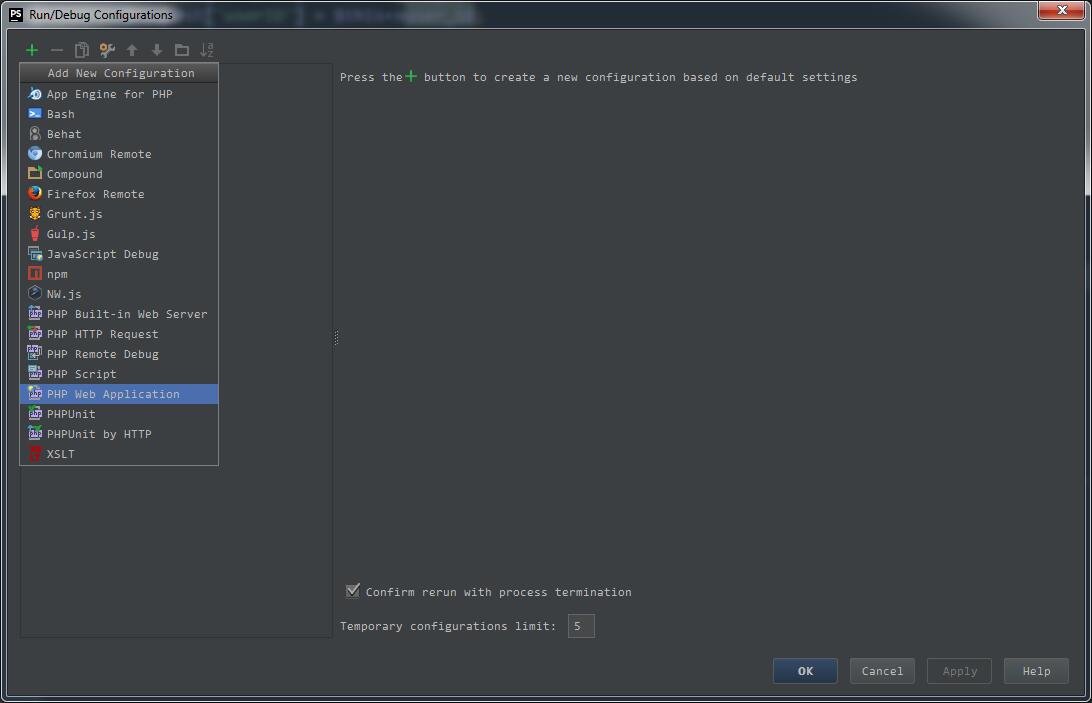 PS Run/Debug Configurations
Add New Configuration
Press the + button to create a new configuration based on default settings
App Engine for PHP
Bash
Behat
Chromium Remote
Compound
Firefox Remote
Grunt.js
Gulp.js
JavaScript Debug
npm
NW.js
PHP Built-in Web Server
PHP HTTP Request
PHP Remote Debug
PHP Script
PHP Web Application
PHPUnit
PHPUnit by HTTP
XSLT
Confirm rerun with process termination
Temporary configurations limit: 5
OK Cancel Apply Help